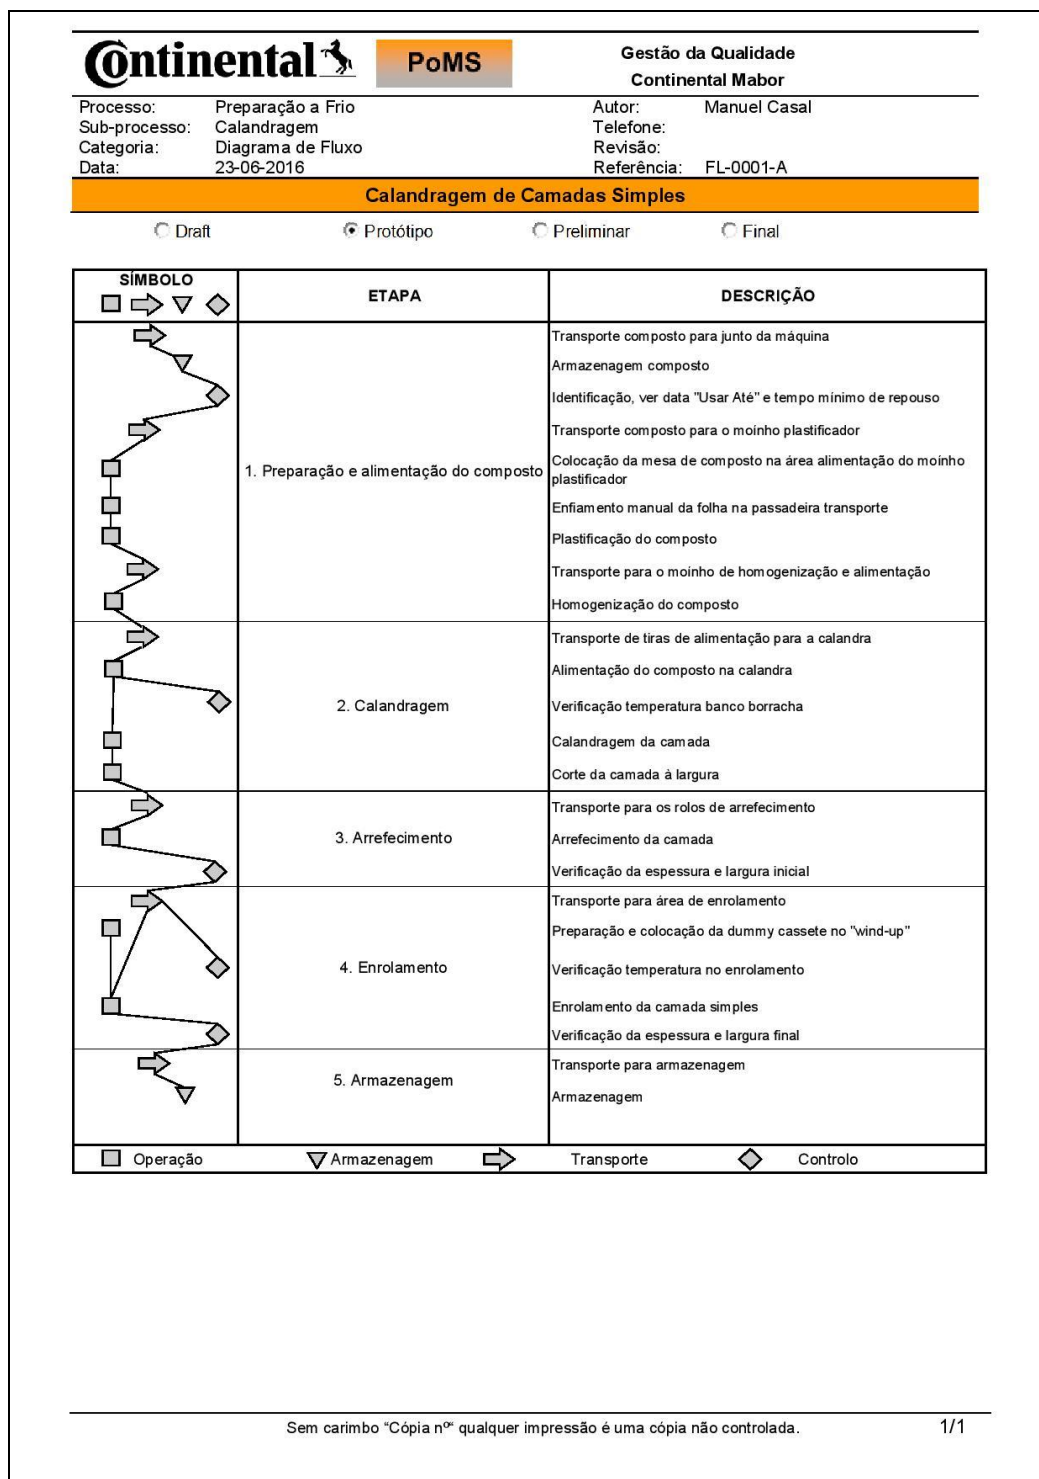 Continental
PoMS
Gestão da Qualidade
Continental Mabor
Processo: Preparação a Frio Autor: Manuel Casal
Sub-processo: Calandragem Telefone:
Categoria: Diagrama de Fluxo Revisão:
Data: 23-06-2016 Referência: FL-0001-A
Calandragem de Camadas Simples
Draft Protótipo Preliminar Final
SÍMBOLO ETAPA DESCRIÇÃO
Transporte composto para junto da máquina
Armazenagem composto
Identificação, ver data "Usar Até" e tempo mínimo de repouso
Transporte composto para o moínho plastificador
1. Preparação e alimentação do composto
Colocação da mesa de composto na área alimentação do moínho
plastificador
Enfiamento manual da folha na passadeira transporte
Plastificação do composto
Transporte para o moinho de homogenização e alimentação
Homogenização do composto
Transporte de tiras de alimentação para a calandra
Alimentação do composto na calandra
2. Calandragem
Verificação temperatura banco borracha
Calandragem da camada
Corte da camada à largura
Transporte para os rolos de arrefecimento
3. Arrefecimento
Arrefecimento da camada
Verificação da espessura e largura inicial
Transporte para área de enrolamento
Preparação e colocação da dummy cassete no "wind-up"
4. Enrolamento
Verificação temperatura no enrolamento
Enrolamento da camada simples
Verificação da espessura e largura final
Transporte para armazenagem
5. Armazenagem
Armazenagem
Operação Armazenagem Transporte Controlo
Sem carimbo “Cópia nº“ qualquer impressão é uma cópia não controlada. 1/1